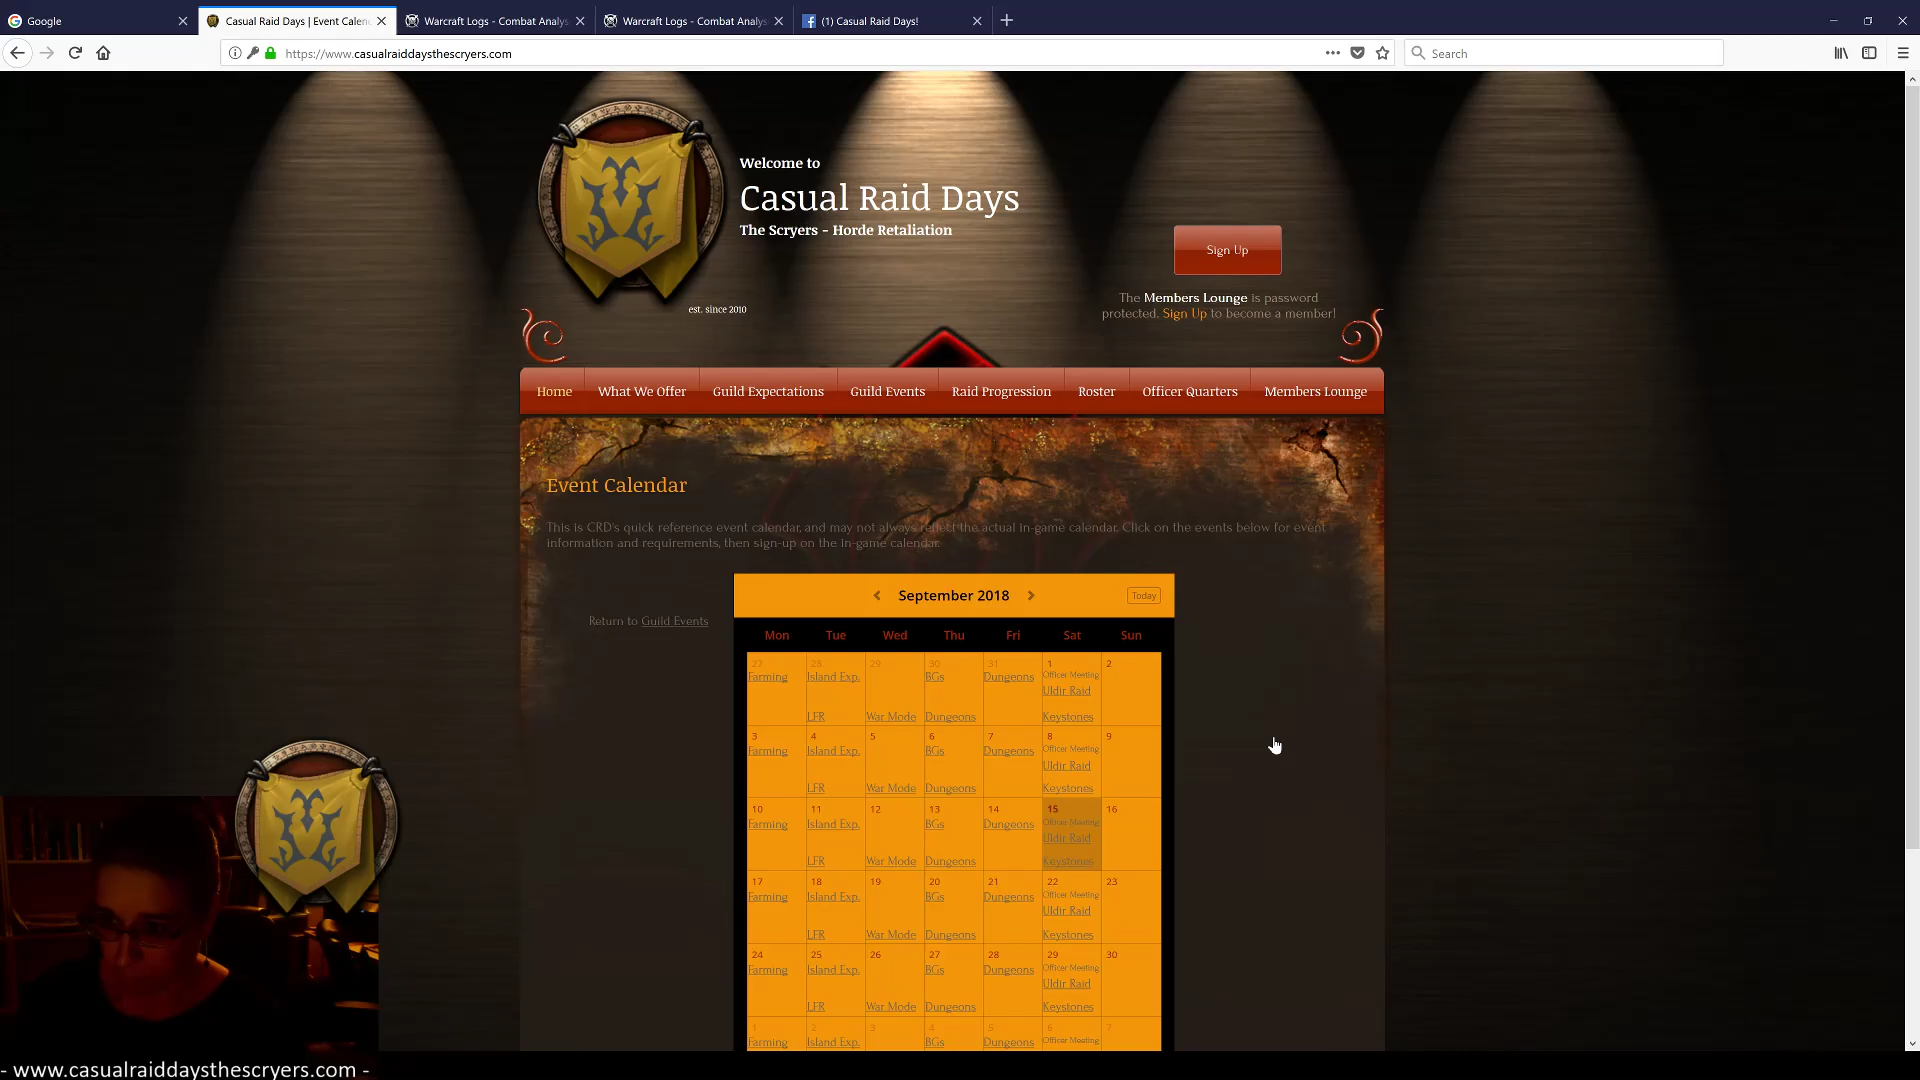 Google
Casual Raid Days | Event Calen
Warcraft Logs - Combat Analys
Warcraft Logs - Combat Analys
(1) Casual Raid Days!
https://www.casualraiddaysthescryers.com
Search
Welcome to
Casual Raid Days
The Scryers - Horde Retaliation
est. since 2010
Sign Up
The Members Lounge is password
protected. Sign Up to become a member!
Home What We Offer Guild Expectations Guild Events Raid Progression Roster Officer Quarters Members Lounge
Event Calendar
This is CRD's quick reference event calendar, and may not always reflect the actual in-game calendar. Click on the events below for event
information and requirements, then sign-up on the in-game calendar.
Return to Guild Events
September 2018
Today
Mon Tue Wed Thu Fri Sat Sun
27 28 29 30 31 1 2
Farming Island Exp. BGs Dungeons Officer Meeting
Uldir Raid
LFR War Mode Dungeons Keystones
3 4 5 6 7 8 9
Farming Island Exp. BGs Dungeons Officer Meeting
Uldir Raid
LFR War Mode Dungeons Keystones
10 11 12 13 14 15 16
Farming Island Exp. BGs Dungeons Officer Meeting
Uldir Raid
LFR War Mode Dungeons Keystones
17 18 19 20 21 22 23
Farming Island Exp. BGs Dungeons Officer Meeting
Uldir Raid
LFR War Mode Dungeons Keystones
24 25 26 27 28 29 30
Farming Island Exp. BGs Dungeons Officer Meeting
Uldir Raid
LFR War Mode Dungeons Keystones
1 2 3 4 5 6 7
Farming Island Exp. BGs Dungeons Officer Meeting
- www.casualraiddaysthescryers.com -